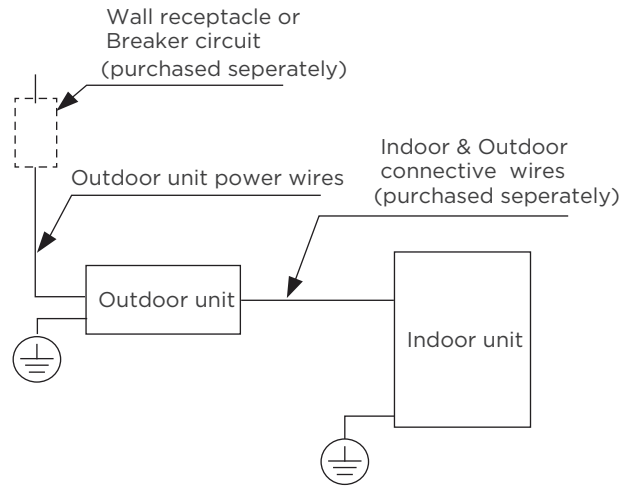 Wall receptacle or
Breaker circuit
(purchased seperately)
Indoor & Outdoor
connective wires
(purchased seperately)
Outdoor unit power wires
Outdoor unit
Indoor unit